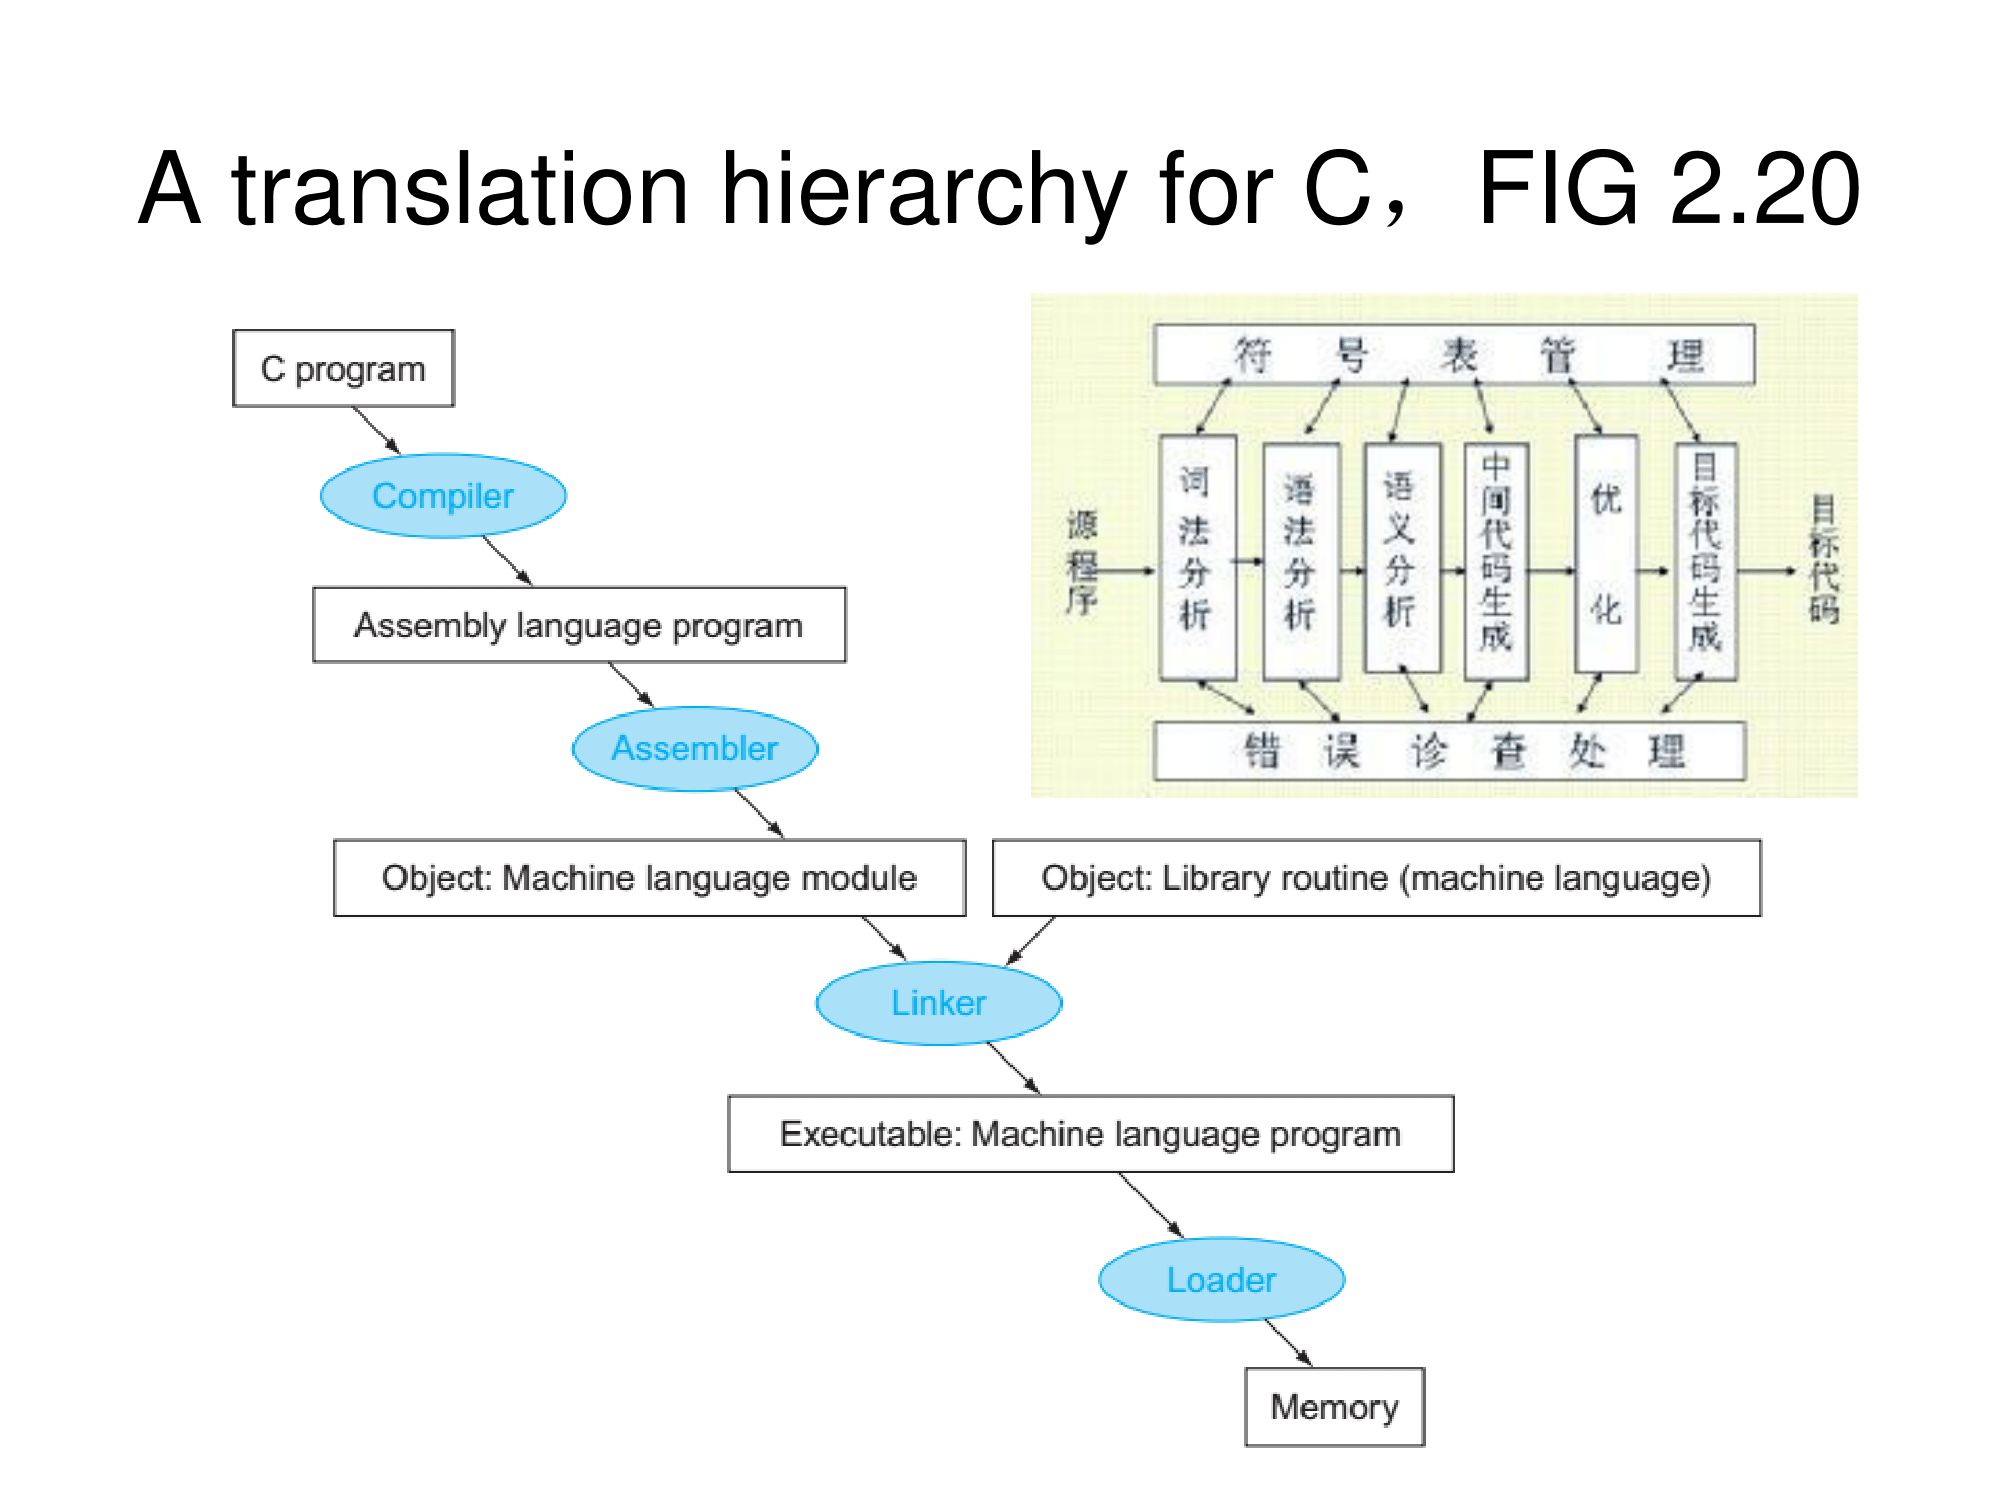 A translation hierarchy for C，FIG 2.20
C program
Compiler
Assembly language program
Assembler
Object: Machine language module
Object: Library routine (machine language)
Linker
Executable: Machine language program
Loader
Memory
符号表管理
源程序
词法分析
语法分析
语义分析
中间代码生成
优化
目标代码生成
目标代码
错误诊查处理